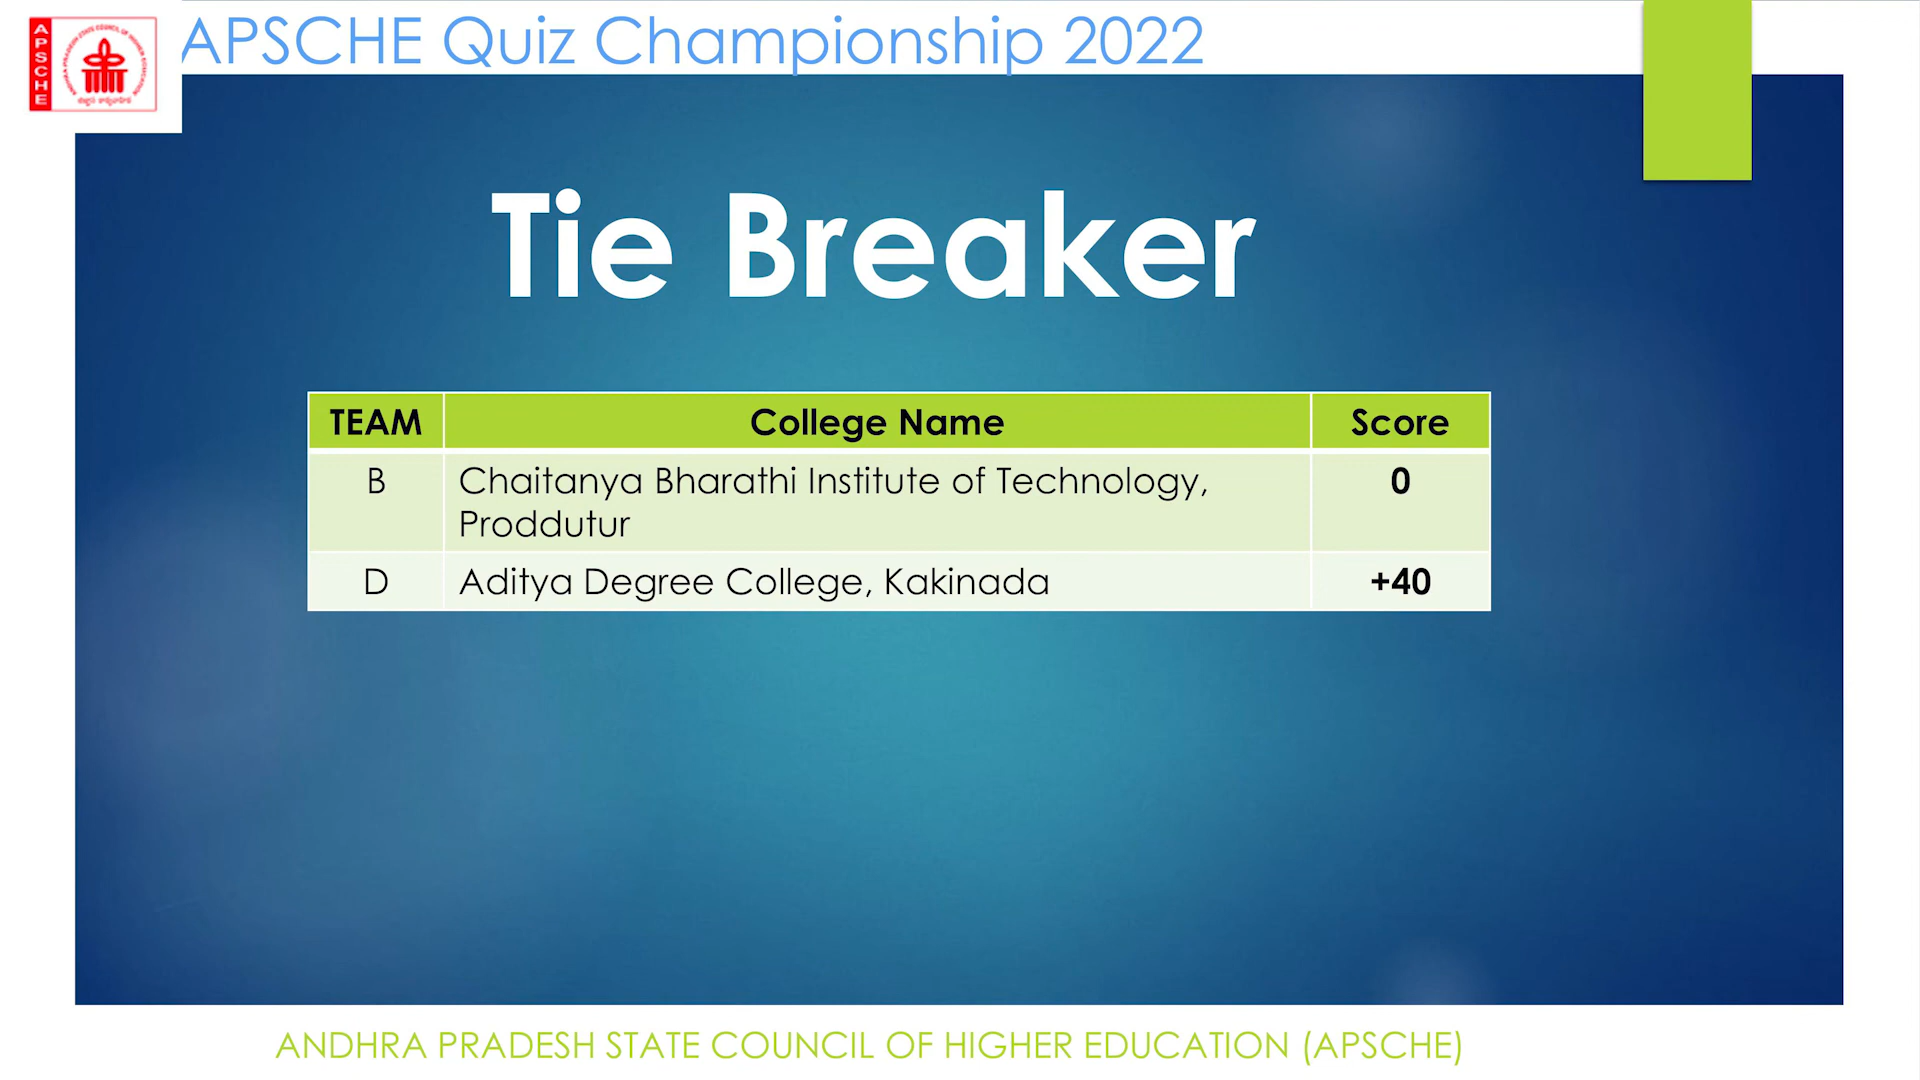 APSCHE
APSCHE Quiz Championship 2022
Tie Breaker
TEAM College Name Score
B Chaitanya Bharathi Institute of Technology, 0
Proddutur
D Aditya Degree College, Kakinada +40
ANDHRA PRADESH STATE COUNCIL OF HIGHER EDUCATION (APSCHE)